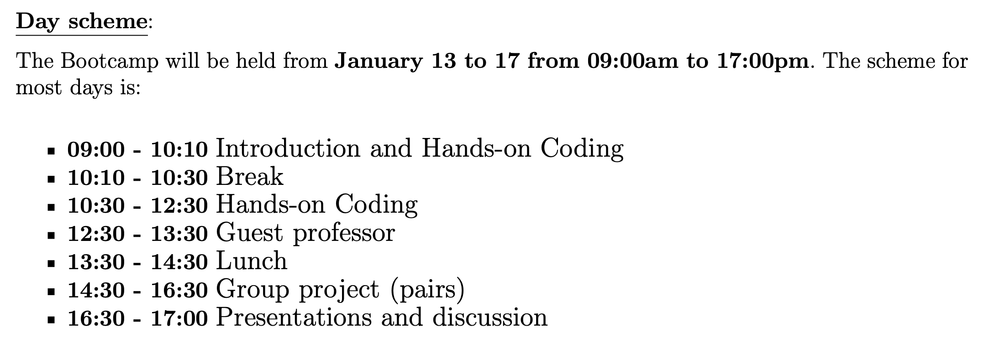 Day scheme:
The Bootcamp will be held from January 13 to 17 from 09:00am to 17:00pm. The scheme for
most days is:
▪ 09:00 - 10:10 Introduction and Hands-on Coding
▪ 10:10 - 10:30 Break
▪ 10:30 - 12:30 Hands-on Coding
▪ 12:30 - 13:30 Guest professor
▪ 13:30 - 14:30 Lunch
▪ 14:30 - 16:30 Group project (pairs)
▪ 16:30 - 17:00 Presentations and discussion